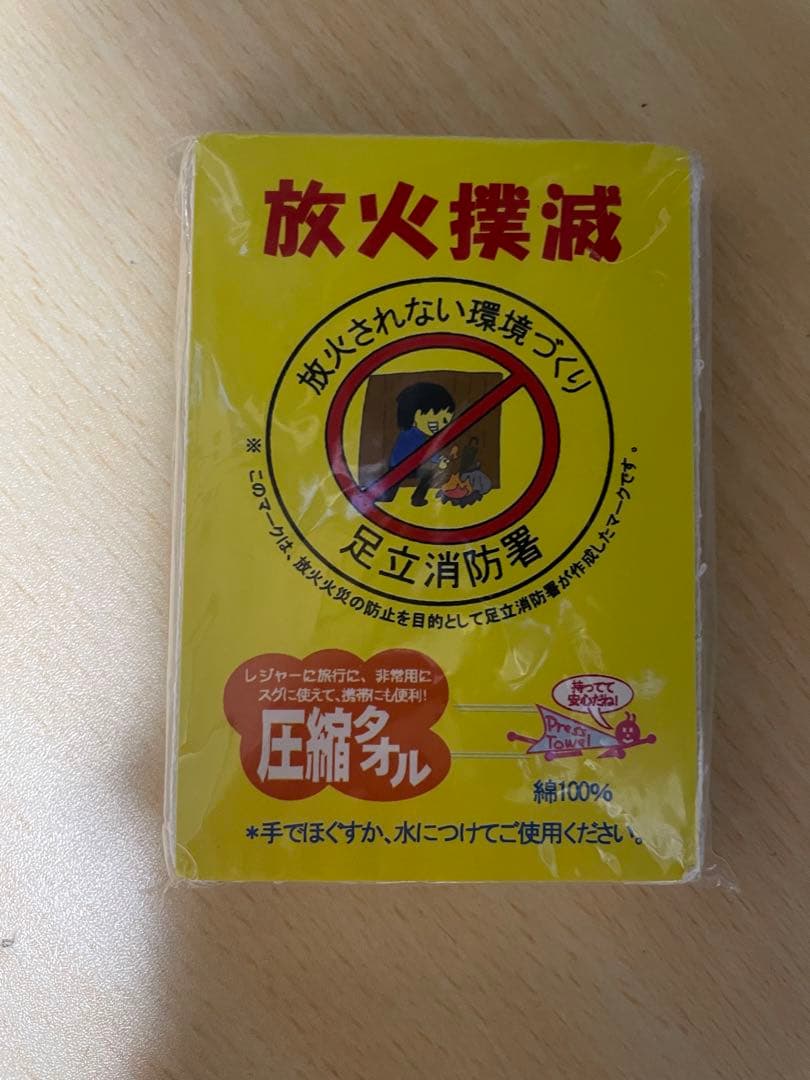 放火撲滅
放火されない環境づくり
足立消防署
※このマークは、放火火災の防止を目的として足立消防署が作成したマークです。
レジャーに旅行に、非常用に
スグに使えて、携帯にも便利!
圧縮タオル
持ってて
安心だね!
Press
Towel
綿100%
*手でほぐすか、水につけてご使用ください。